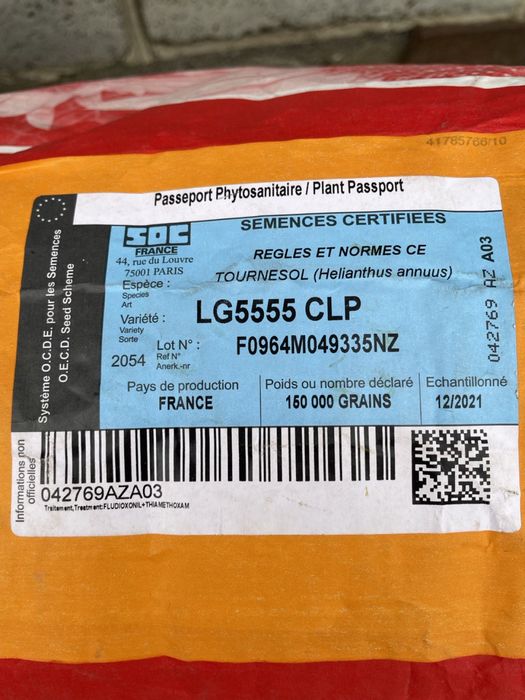 41785786/10
Passeport Phytosanitaire / Plant Passport
Système O.C.D.E. pour les Semences
O.E.C.D. Seed Scheme
SOC
FRANCE
44, rue du Louvre
75001 PARIS
SEMENCES CERTIFIEES
REGLES ET NORMES CE
TOURNESOL (Helianthus annuus)
Espèce :
Species
Art
Variété :
Variety
Sorte
LG5555 CLP
2054
Lot N° :
Ref N°
Anerk.-nr
F0964M049335NZ
042769 AZ A03
Pays de production
FRANCE
Poids ou nombre déclaré
150 000 GRAINS
Echantillonné
12/2021
Informations non
officielles
042769AZA03
Traitement,Treatment:FLUDIOXONIL+THIAMETHOXAM